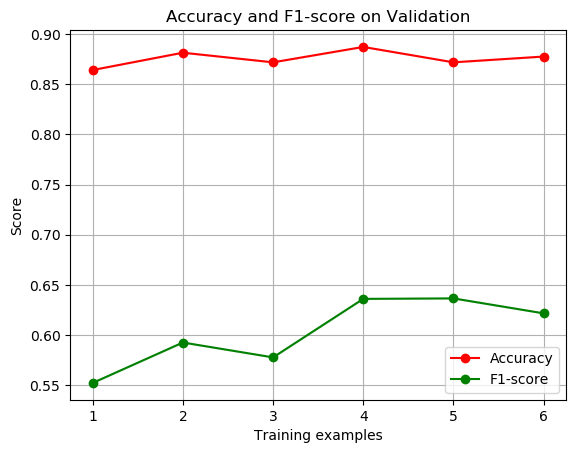 Accuracy and F1-score on Validation
0.90
0.85
0.80
0.75
0.70
0.65
0.60
0.55
Score
1 2 3 4 5 6
Training examples
Accuracy
F1-score